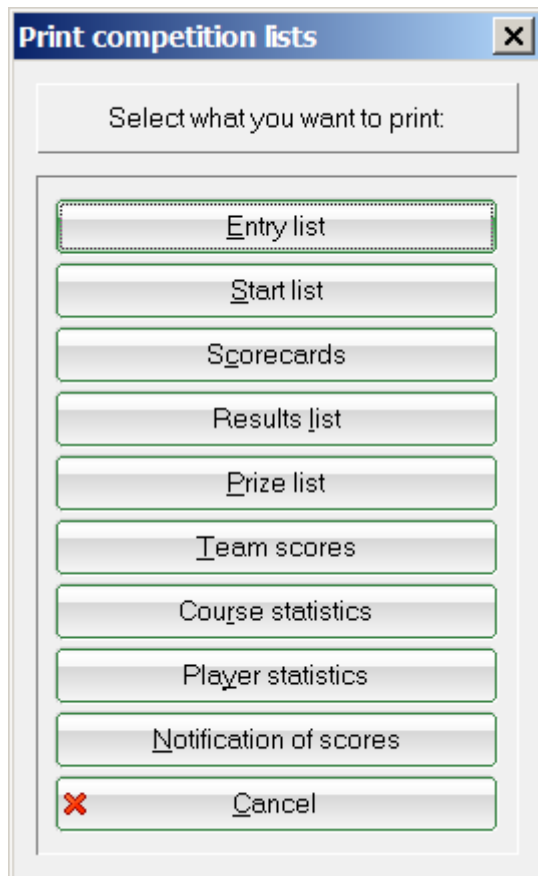 Print competition lists
Select what you want to print:
Entry list
Start list
Scorecards
Results list
Prize list
Team scores
Course statistics
Player statistics
Notification of scores
Cancel